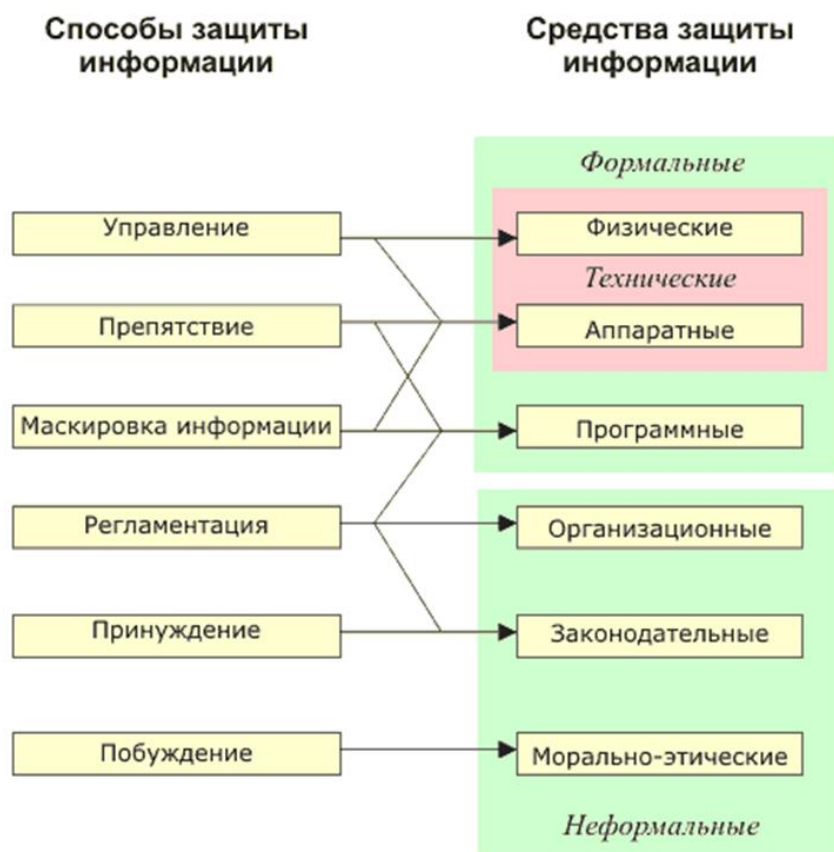 Способы защиты
информации
Средства защиты
информации
Формальные
Управление
Физические
Технические
Препятствие
Аппаратные
Маскировка информации
Программные
Регламентация
Организационные
Принуждение
Законодательные
Побуждение
Морально-этические
Неформальные